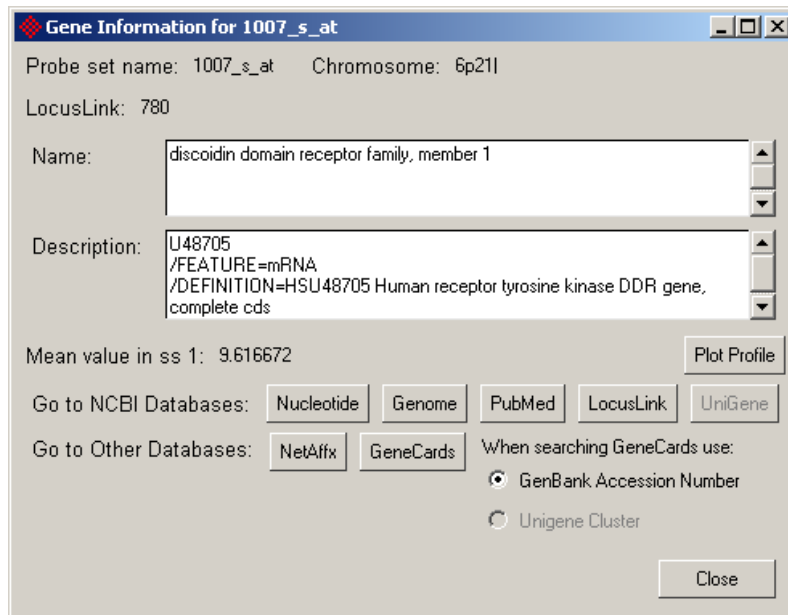 Gene Information for 1007_s_at
Probe set name: 1007_s_at Chromosome: 6p21l
LocusLink: 780
Name: discoidin domain receptor family, member 1
Description: U48705
/FEATURE=mRNA
/DEFINITION=HSU48705 Human receptor tyrosine kinase DDR gene,
complete cds
Mean value in ss 1: 9.616672 Plot Profile
Go to NCBI Databases: Nucleotide Genome PubMed LocusLink UniGene
Go to Other Databases: NetAffx GeneCards When searching GeneCards use:
GenBank Accession Number
Unigene Cluster
Close